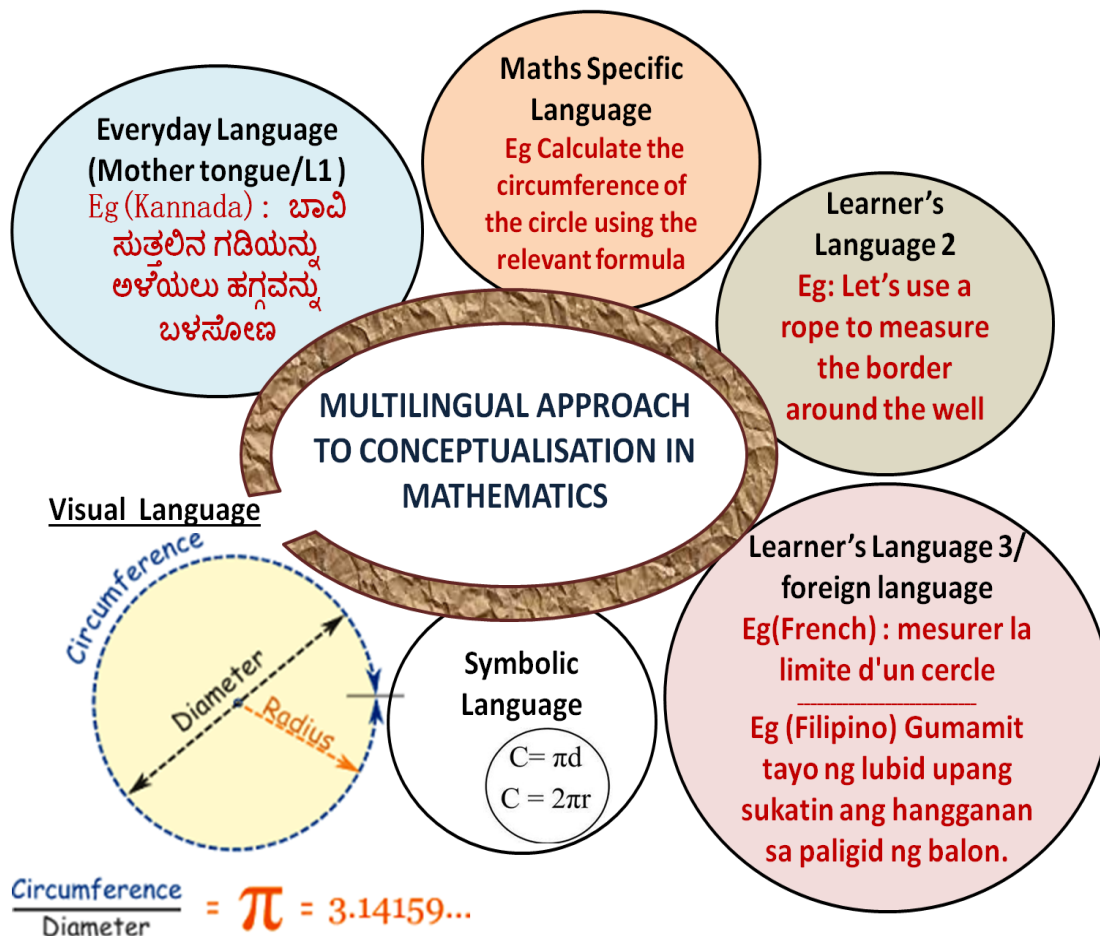 Everyday Language
(Mother tongue/L1 )
Eg(Kannada) : ಬಾವಿ
ಸುತ್ತಲಿನ ಗಡಿಯನ್ನು
ಅಳೆಯಲು ಹಗ್ಗವನ್ನು
ಬಳಸೋಣ
Maths Specific
Language
Eg Calculate the
circumference of
the circle using the
relevant formula
Learner's
Language 2
Eg: Let's use a
rope to measure
the border
around the well
MULTILINGUAL APPROACH
TO CONCEPTUALISATION IN
MATHEMATICS
Learner's Language 3/
foreign language
Eg(French) : mesurer la
limite d'un cercle
Eg (Filipino) Gumamit
tayo ng lubid upang
sukatin ang hangganan
sa paligid ng balon.
Symbolic
Language
C= πd
C = 2πr
Visual Language
Circumference
Diameter
Radius
Circumference
Diameter
= π = 3.14159...